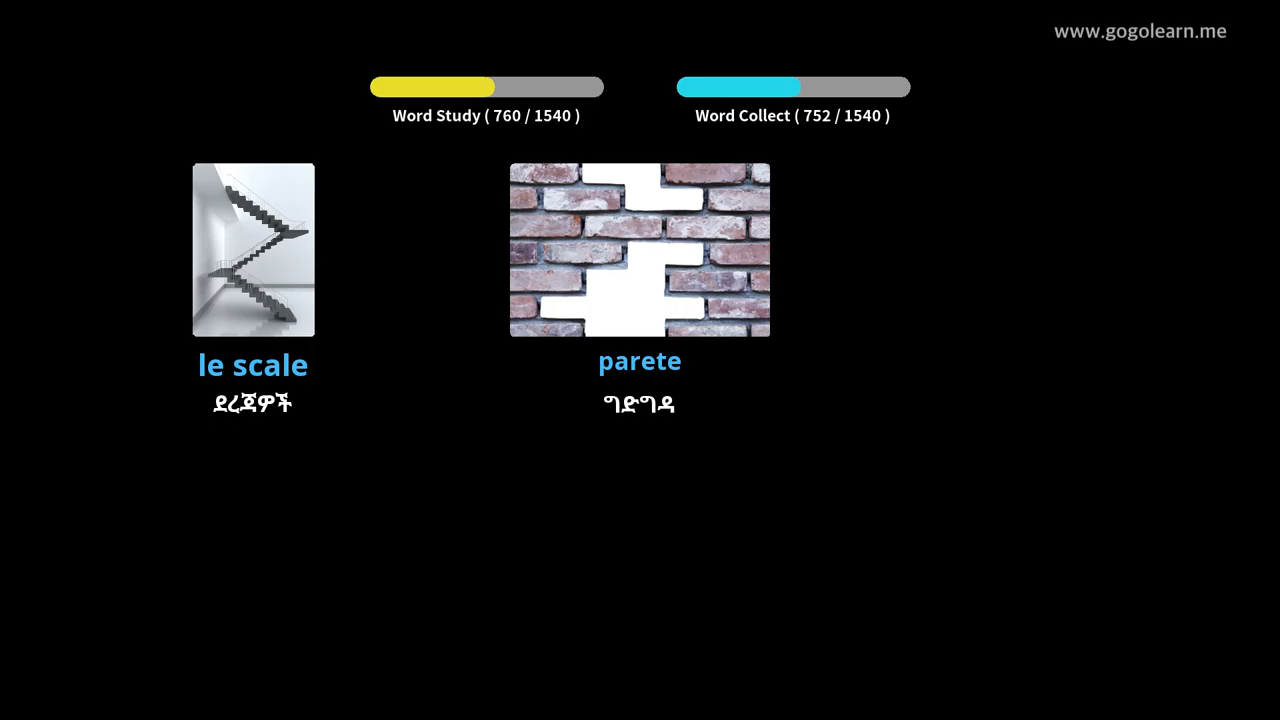 www.gogolearn.me
Word Study ( 760 / 1540 )
Word Collect ( 752 / 1540 )
le scale
ደረጃዎች
parete
ግድግዳ